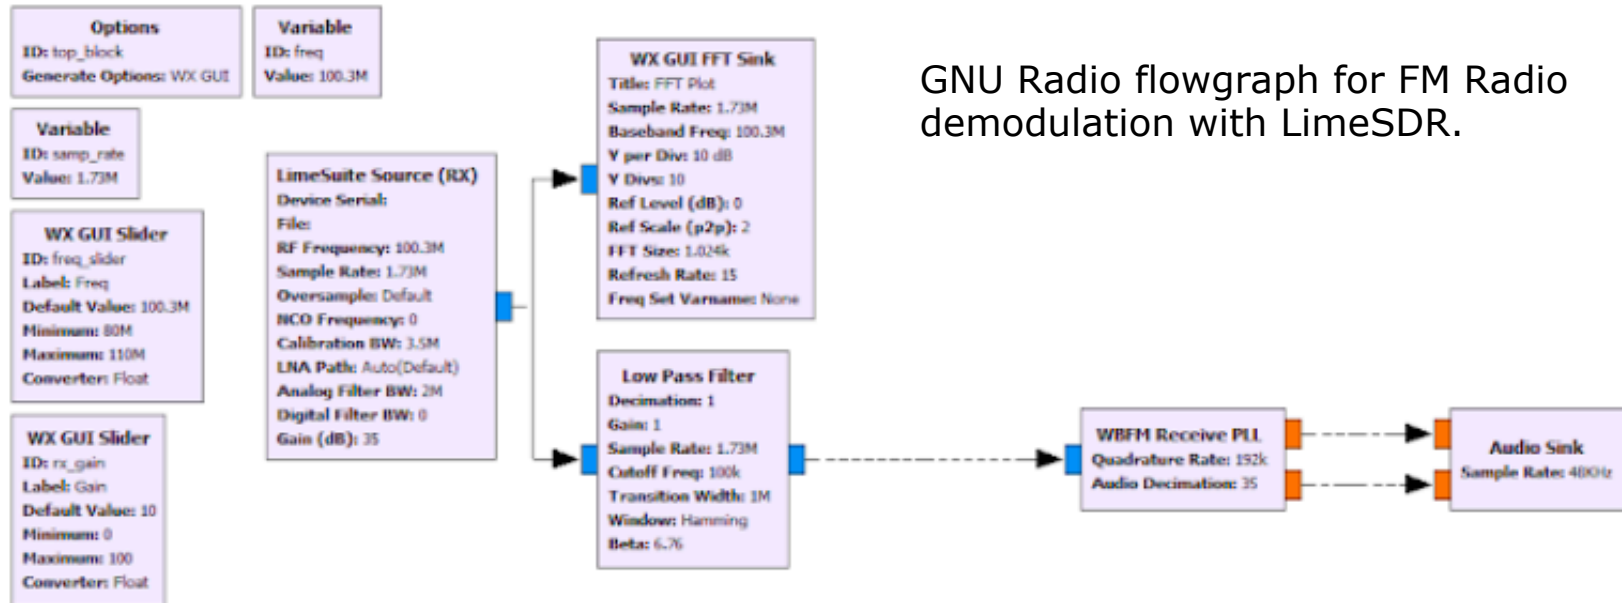 Options
ID: top_block
Generate Options: WX GUI
Variable
ID: freq
Value: 100.3M
Variable
ID: samp_rate
Value: 1.73M
WX GUI Slider
ID: freq_slider
Label: Freq
Default Value: 100.3M
Minimum: 80M
Maximum: 110M
Converter: Float
WX GUI Slider
ID: rx_gain
Label: Gain
Default Value: 10
Minimum: 0
Maximum: 100
Converter: Float
LimeSuite Source (RX)
Device Serial:
File:
RF Frequency: 100.3M
Sample Rate: 1.73M
Oversample: Default
NCO Frequency: 0
Calibration BW: 3.5M
LNA Path: Auto(Default)
Analog Filter BW: 2M
Digital Filter BW: 0
Gain (dB): 35
WX GUI FFT Sink
Title: FFT Plot
Sample Rate: 1.73M
Baseband Freq: 100.3M
Y per Div: 10 dB
Y Divs: 10
Ref Level (dB): 0
Ref Scale (p2p): 2
FFT Size: 1.024k
Refresh Rate: 15
Freq Set Varname: None
Low Pass Filter
Decimation: 1
Gain: 1
Sample Rate: 1.73M
Cutoff Freq: 100k
Transition Width: 1M
Window: Hamming
Beta: 6.76
WBFM Receive PLL
Quadrature Rate: 192k
Audio Decimation: 35
Audio Sink
Sample Rate: 48KHz
GNU Radio flowgraph for FM Radio
demodulation with LimeSDR.